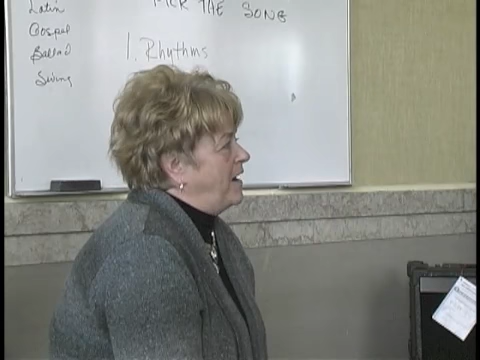 Latin
Gospel
Ballad
Swing
THE SONG
1. Rhythms